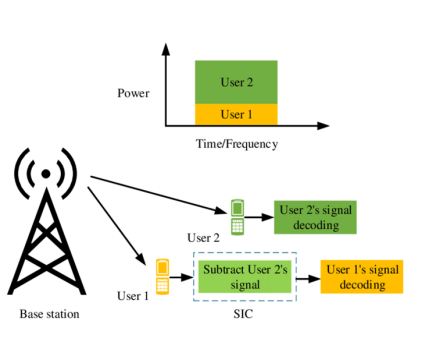 User 2
Power
User 1
Time/Frequency
User 2's signal
decoding
User 2
Subtract User 2's
signal
User 1's signal
decoding
User 1
Base station
SIC